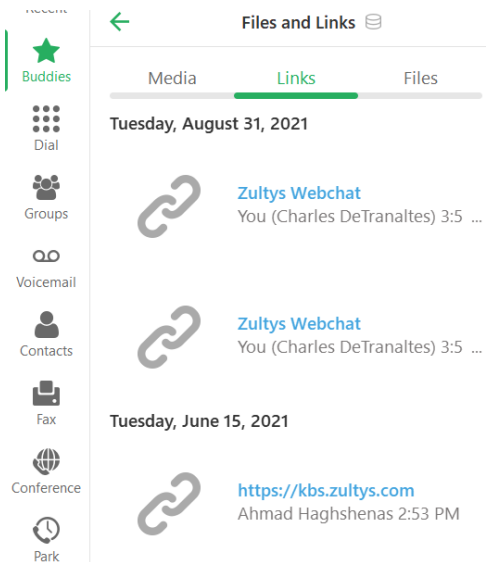 Recent
Buddies
Dial
Groups
Voicemail
Contacts
Fax
Conference
Park
Files and Links
Media Links Files
Tuesday, August 31, 2021
Zultys Webchat
You (Charles DeTranaltes) 3:5 ...
Zultys Webchat
You (Charles DeTranaltes) 3:5 ...
Tuesday, June 15, 2021
https://kbs.zultys.com
Ahmad Haghshenas 2:53 PM